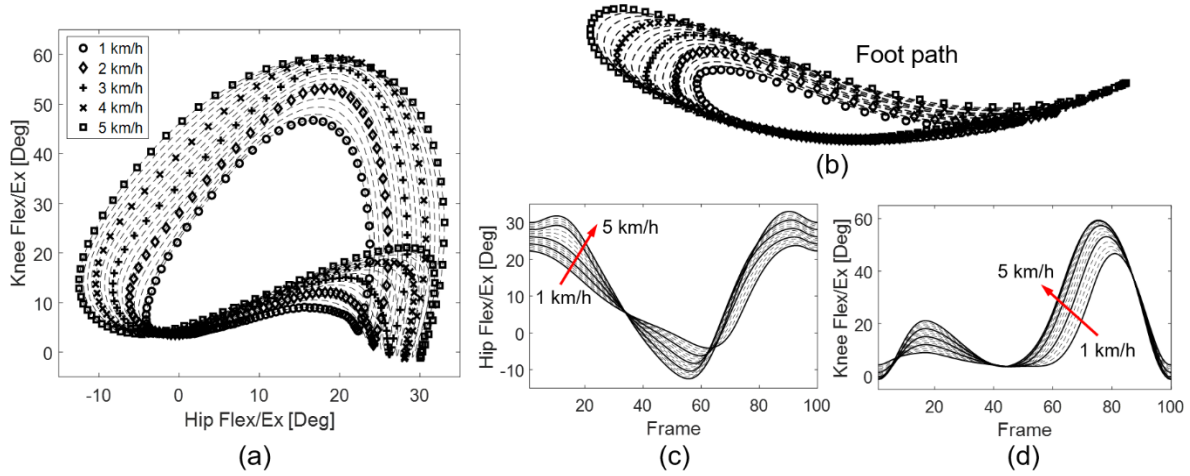 60
50
40
30
20
10
0
Knee Flex/Ex [Deg]
1 km/h
2 km/h
3 km/h
4 km/h
5 km/h
-10 0 10 20 30
Hip Flex/Ex [Deg]
(a)
Foot path
(b)
30
20
10
0
-10
Hip Flex/Ex [Deg]
5 km/h
1 km/h
20 40 60 80 100
Frame
(c)
60
40
20
0
Knee Flex/Ex [Deg]
5 km/h
1 km/h
20 40 60 80 100
Frame
(d)